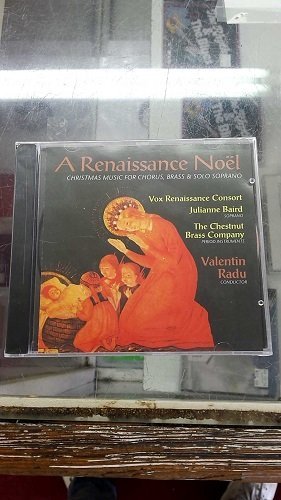 A Renaissance Noël
CHRISTMAS MUSIC FOR CHORUS, BRASS & SOLO SOPRANO
Vox Renaissance Consort
Julianne Baird
SOPRANO
The Chestnut
Brass Company
PERIOD INSTRUMENTS
Valentin
Radu
CONDUCTOR